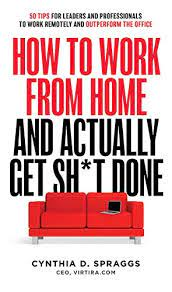 50 TIPS FOR LEADERS AND PROFESSIONALS
TO WORK REMOTELY AND OUTPERFORM THE OFFICE
HOW TO WORK
FROM HOME
AND ACTUALLY
GET SH*T DONE
CYNTHIA D. SPRAGGS
CEO, VIRTIRA.COM